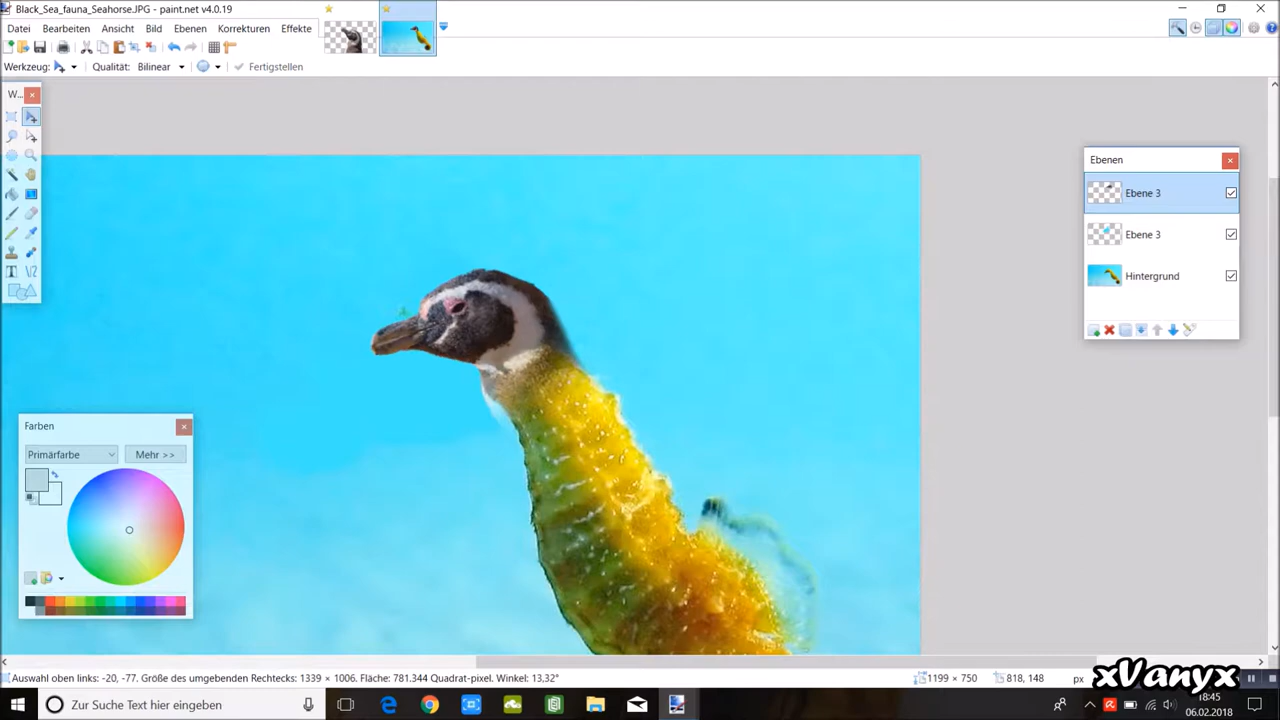 Black_Sea_fauna_Seahorse.JPG - paint.net v4.0.19
Datei Bearbeiten Ansicht Bild Ebenen Korrekturen Effekte
Werkzeug: Qualität: Bilinear Fertigstellen
W...
Ebenen
Ebene 3
Ebene 3
Hintergrund
Farben
Primärfarbe Mehr >>
Auswahl oben links: -20, -77. Größe des umgebenden Rechtecks: 1339 × 1006. Fläche: 781.344 Quadrat-pixel. Winkel: 13,32° 1199 × 750 818, 148 px
xVanyx
Zur Suche Text hier eingeben 18:45
06.02.2018